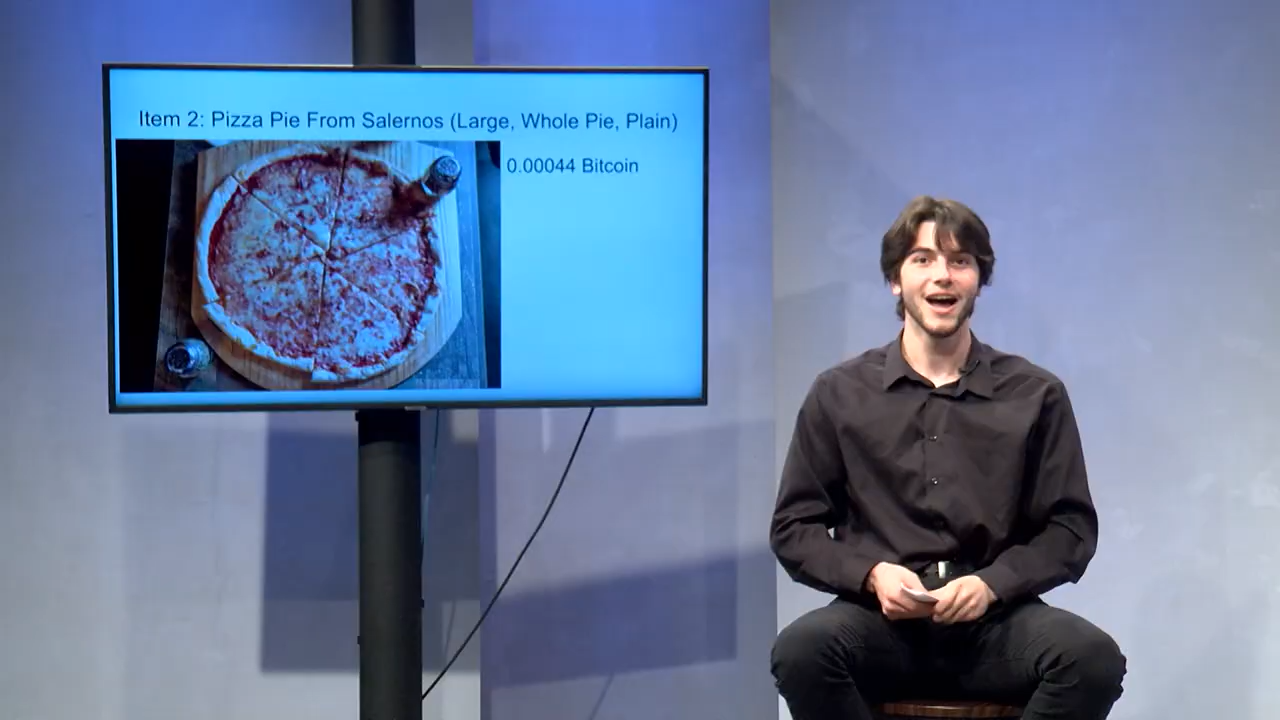 Item 2: Pizza Pie From Salernos (Large, Whole Pie, Plain)
0.00044 Bitcoin